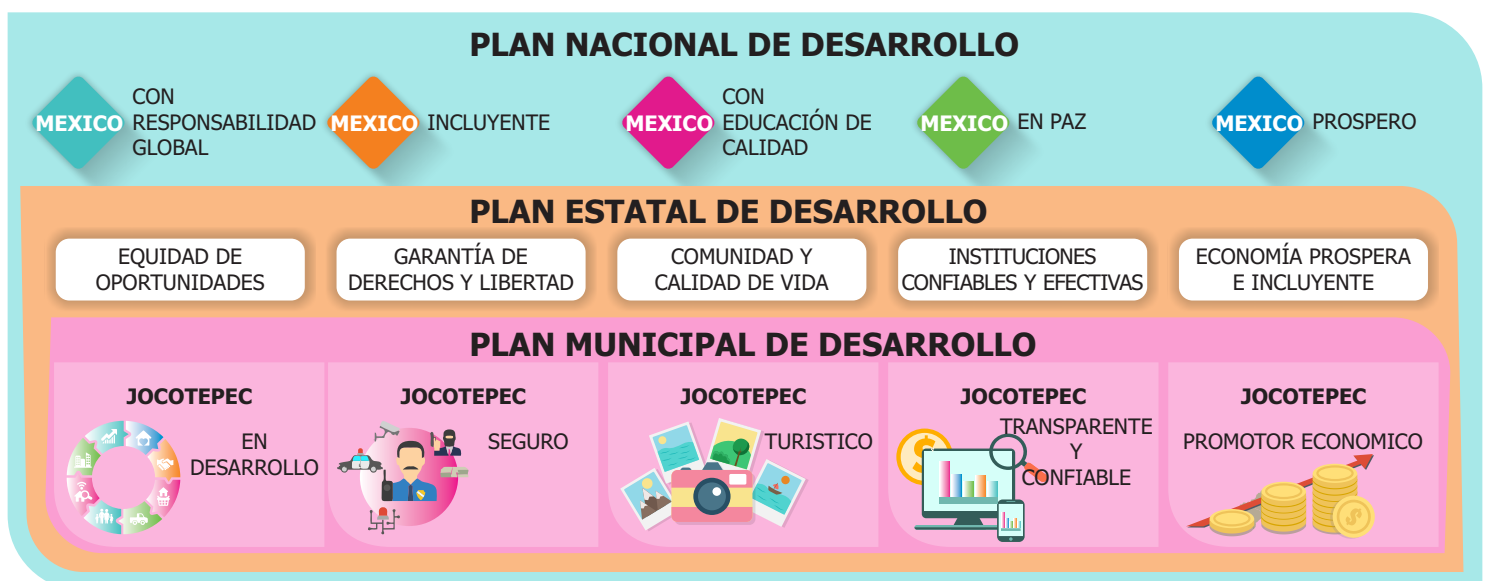 PLAN NACIONAL DE DESARROLLO
MEXICO
CON
RESPONSABILIDAD
GLOBAL
MEXICO
INCLUYENTE
MEXICO
CON
EDUCACIÓN DE
CALIDAD
MEXICO
EN PAZ
MEXICO
PROSPERO
PLAN ESTATAL DE DESARROLLO
EQUIDAD DE
OPORTUNIDADES
GARANTÍA DE
DERECHOS Y LIBERTAD
COMUNIDAD Y
CALIDAD DE VIDA
INSTITUCIONES
CONFIABLES Y EFECTIVAS
ECONOMÍA PROSPERA
E INCLUYENTE
PLAN MUNICIPAL DE DESARROLLO
JOCOTEPEC
EN
DESARROLLO
JOCOTEPEC
SEGURO
JOCOTEPEC
TURISTICO
JOCOTEPEC
TRANSPARENTE
Y
CONFIABLE
JOCOTEPEC
PROMOTOR ECONOMICO